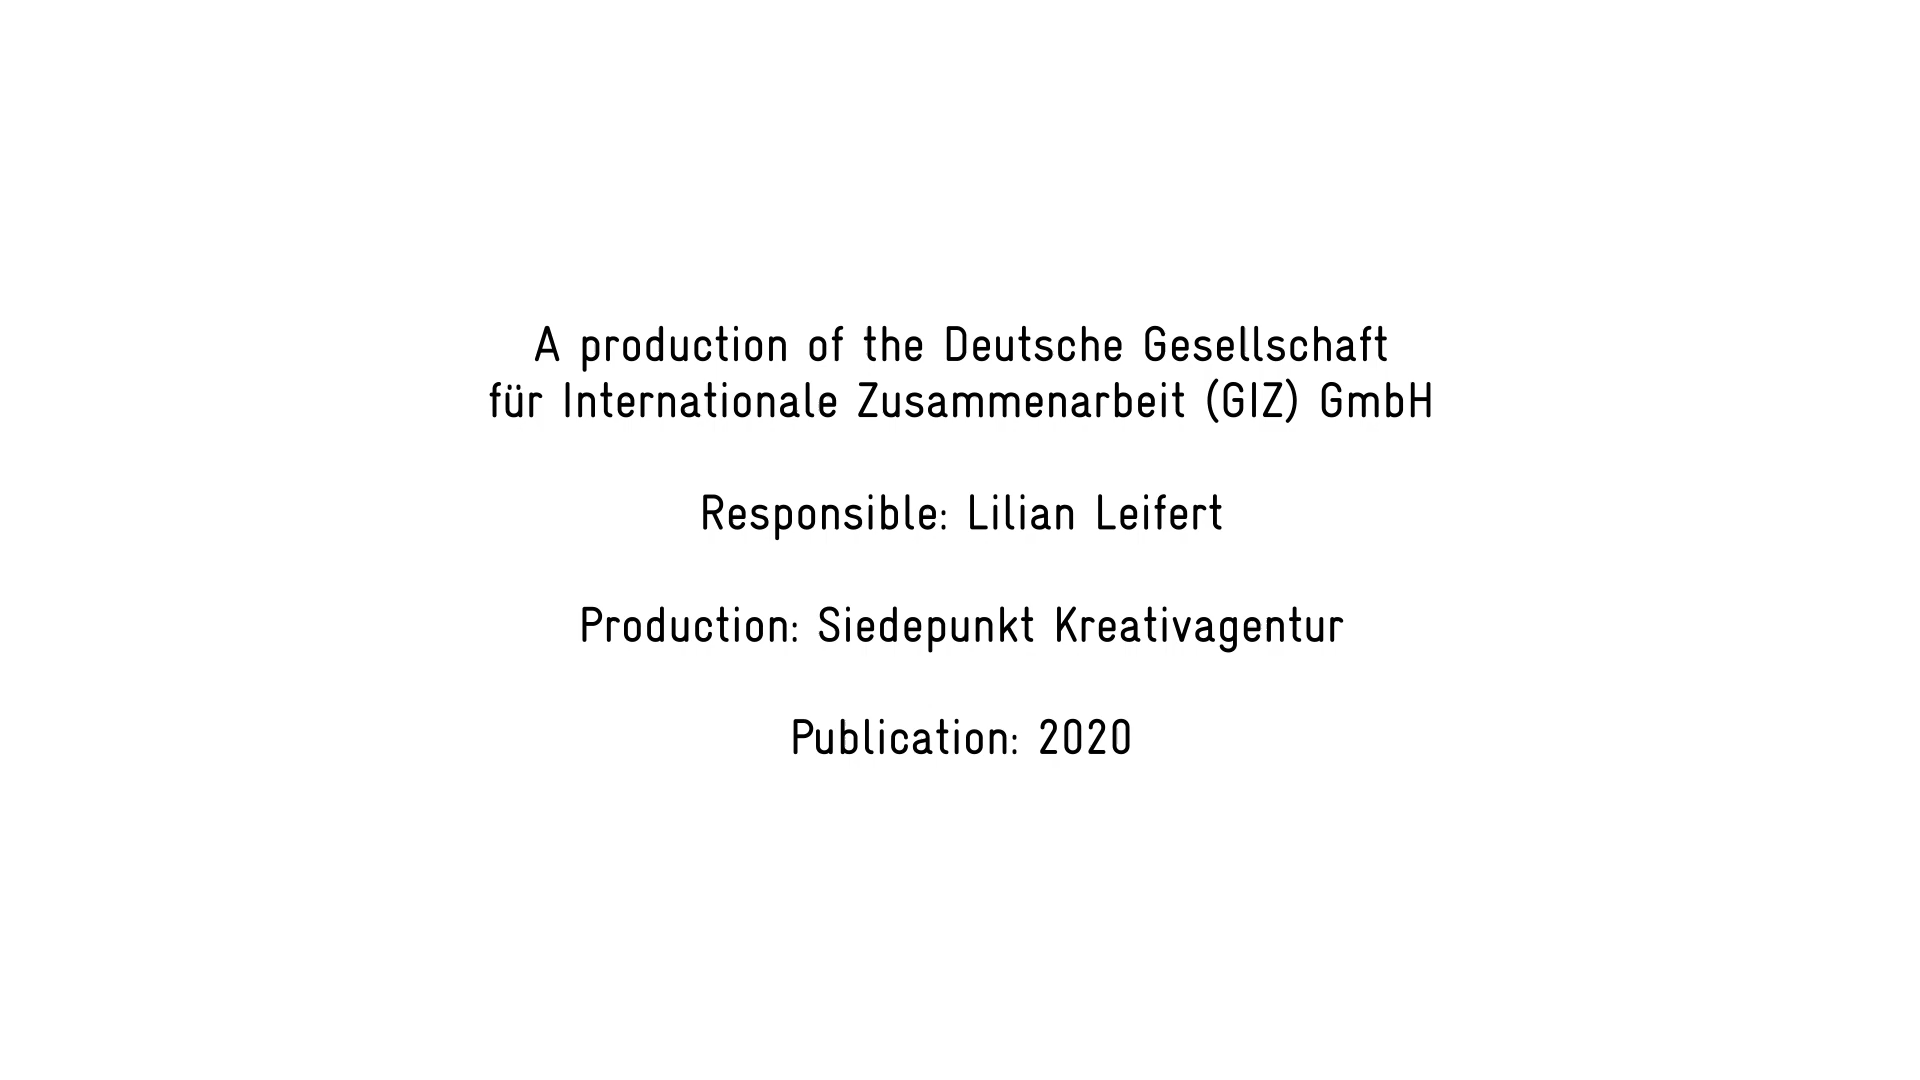 A production of the Deutsche Gesellschaft
für Internationale Zusammenarbeit (GIZ) GmbH
Responsible: Lilian Leifert
Production: Siedepunkt Kreativagentur
Publication: 2020